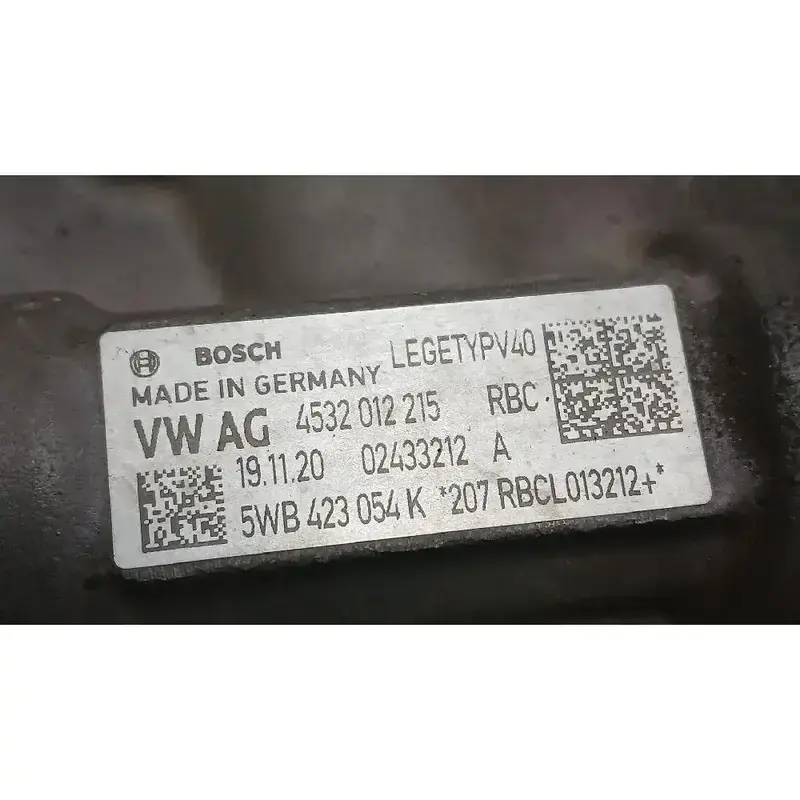 BOSCH LEGETYPV40
MADE IN GERMANY
VW AG 4532 012 215 RBC
19.11.20 02433212 A
5WB 423 054 K *207 RBCL013212+*